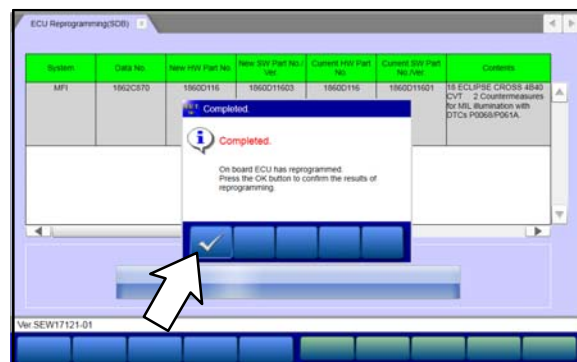 ECU Reprogramming(SDB)
System
Data No.
New HW Part No.
New SW Part No./
Ver.
Current HW Part
No.
Current SW Part
No./Ver.
Contents
MFI
1862C870
1860D116
1860D11603
1860D116
1860D11601
18 ECLIPSE CROSS 4B40
CVT 2 Countermeasures
for MIL illumination with
DTCs P0068/P061A.
Completed.
Completed.
On board ECU has reprogrammed.
Press the OK button to confirm the results of
reprogramming.
Ver.SEW17121-01